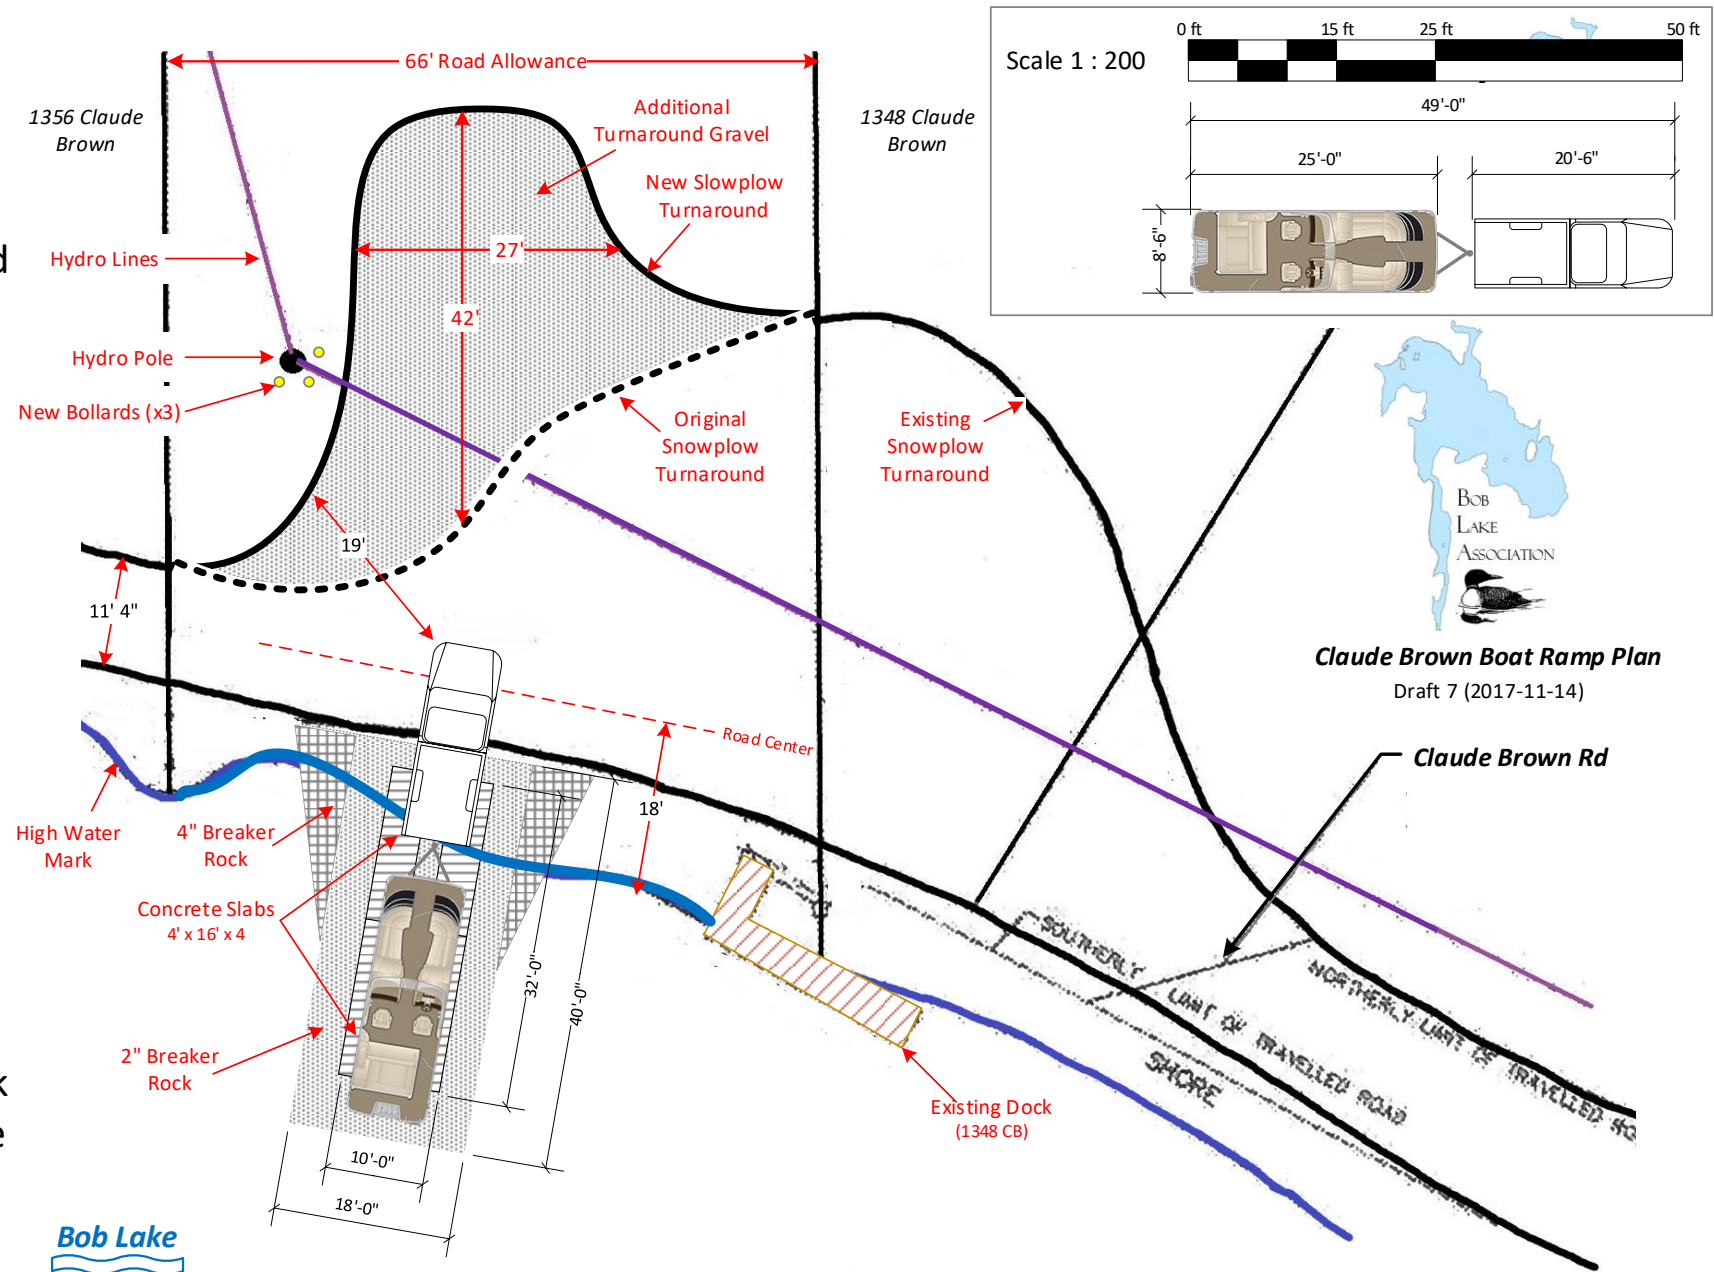 66' Road Allowance
1356 Claude
Brown
1348 Claude
Brown
Additional
Turnaround Gravel
New Slowplow
Turnaround
27'
42'
Hydro Lines
Hydro Pole
New Bollards (x3)
Original
Snowplow
Turnaround
Existing
Snowplow
Turnaround
19'
11' 4"
Road Center
18'
High Water
Mark
4" Breaker
Rock
Concrete Slabs
4' x 16' x 4
2" Breaker
Rock
32'-0"
40'-0"
10'-0"
18'-0"
Existing Dock
(1348 CB)
Bob Lake
Scale 1 : 200
0 ft
15 ft
25 ft
50 ft
49'-0"
25'-0"
20'-6"
8'-6"
BOB
LAKE
ASSOCIATION
Claude Brown Boat Ramp Plan
Draft 7 (2017-11-14)
Claude Brown Rd
SOUTHERLY LIMIT OF TRAVELLED ROAD
NORTHERLY LIMIT OF TRAVELLED
SHORE
d
k
e